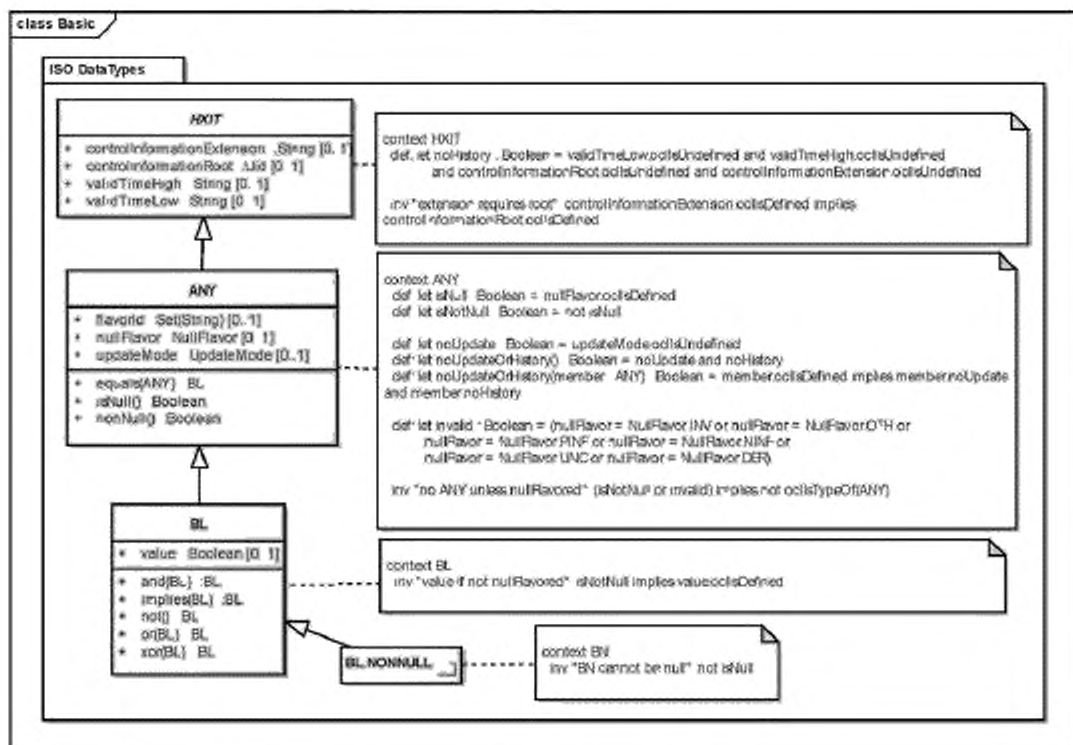 class Basic
ISO DataTypes
HXIT
+ controlInformationExtension :String [0..1]
+ controlInformationRoot :Uid [0..1]
+ validTimeHigh String [0..1]
+ validTimeLow String [0..1]
context HXIT
def: let noHistory : Boolean = validTimeLow.oclIsUndefined and validTimeHigh.oclIsUndefined
and controlInformationRoot.oclIsUndefined and controlInformationExtension.oclIsUndefined
inv "extension requires root" controlInformationExtension.oclIsDefined implies
controlInformationRoot.oclIsDefined
ANY
+ flavorId Set(String) [0..1]
+ nullFlavor NullFlavor [0..1]
+ updateMode UpdateMode [0..1]
+ equals(ANY) BL
+ isNull() Boolean
+ nonNull() Boolean
context ANY
def let isNull Boolean = nullFlavor.oclIsDefined
def let isNotNull Boolean = not isNull
def let noUpdate Boolean = updateMode.oclIsUndefined
def let noUpdateOrHistory() Boolean = noUpdate and noHistory
def let noUpdateOrHistory(member ANY) Boolean = member.oclIsDefined implies member.noUpdate
and member.noHistory
def let invalid : Boolean = (nullFlavor = NullFlavor.INV or nullFlavor = NullFlavor.OTH or
nullFlavor = NullFlavor.PINF or nullFlavor = NullFlavor.NINF or
nullFlavor = NullFlavor.UNC or nullFlavor = NullFlavor.DER)
inv "no ANY unless nullFlavored" (isNotNull or invalid) implies not oclIsTypeOf(ANY)
BL
+ value Boolean [0..1]
+ and(BL) :BL
+ implies(BL) :BL
+ not() BL
+ or(BL) BL
+ xor(BL) BL
context BL
inv "value if not nullFlavored" isNotNull implies value.oclIsDefined
BL.NONNULL
context BN
inv "BN cannot be null" not isNull